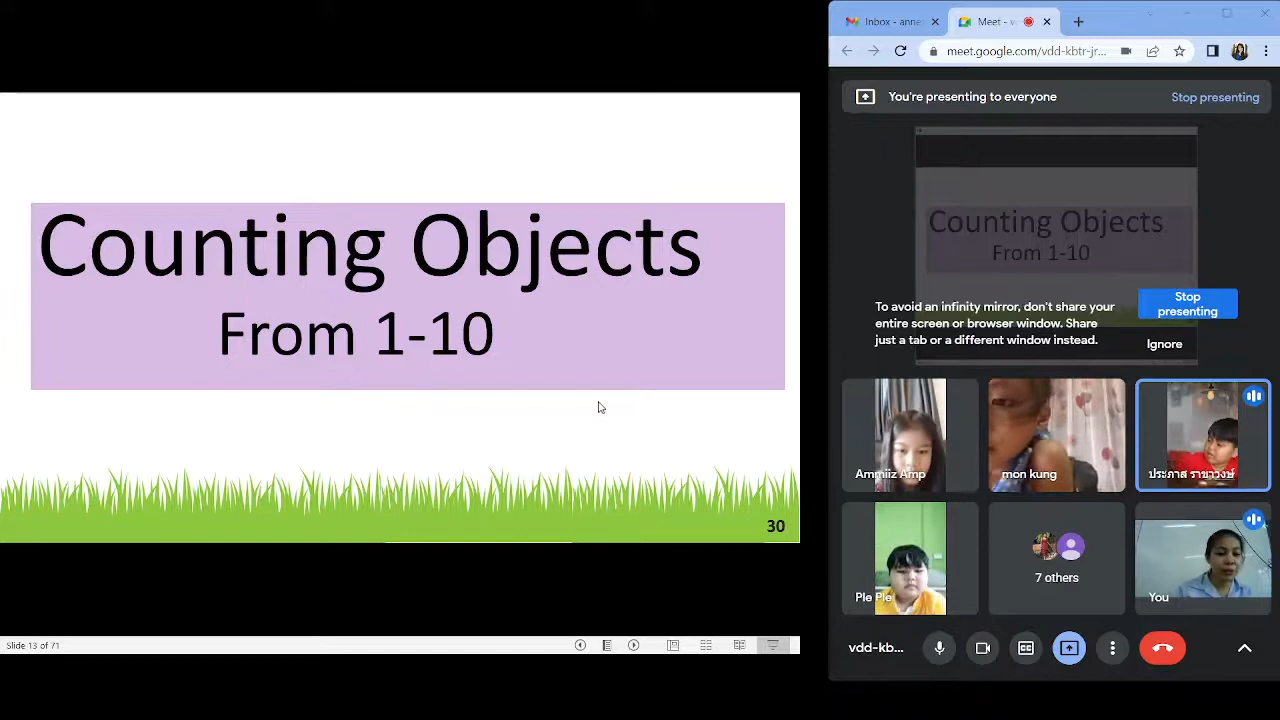 Counting Objects
From 1-10
30
Slide 13 of 71
Inbox - anne
Meet - v
meet.google.com/vdd-kbtr-jr...
You're presenting to everyone
Stop presenting
Counting Objects
From 1-10
To avoid an infinity mirror, don't share your
entire screen or browser window. Share
just a tab or a different window instead.
Stop
presenting
Ignore
Ammiiz Amp
mon kung
ประภาส ราชาวงษ์
Ple Ple
7 others
You
vdd-kb...